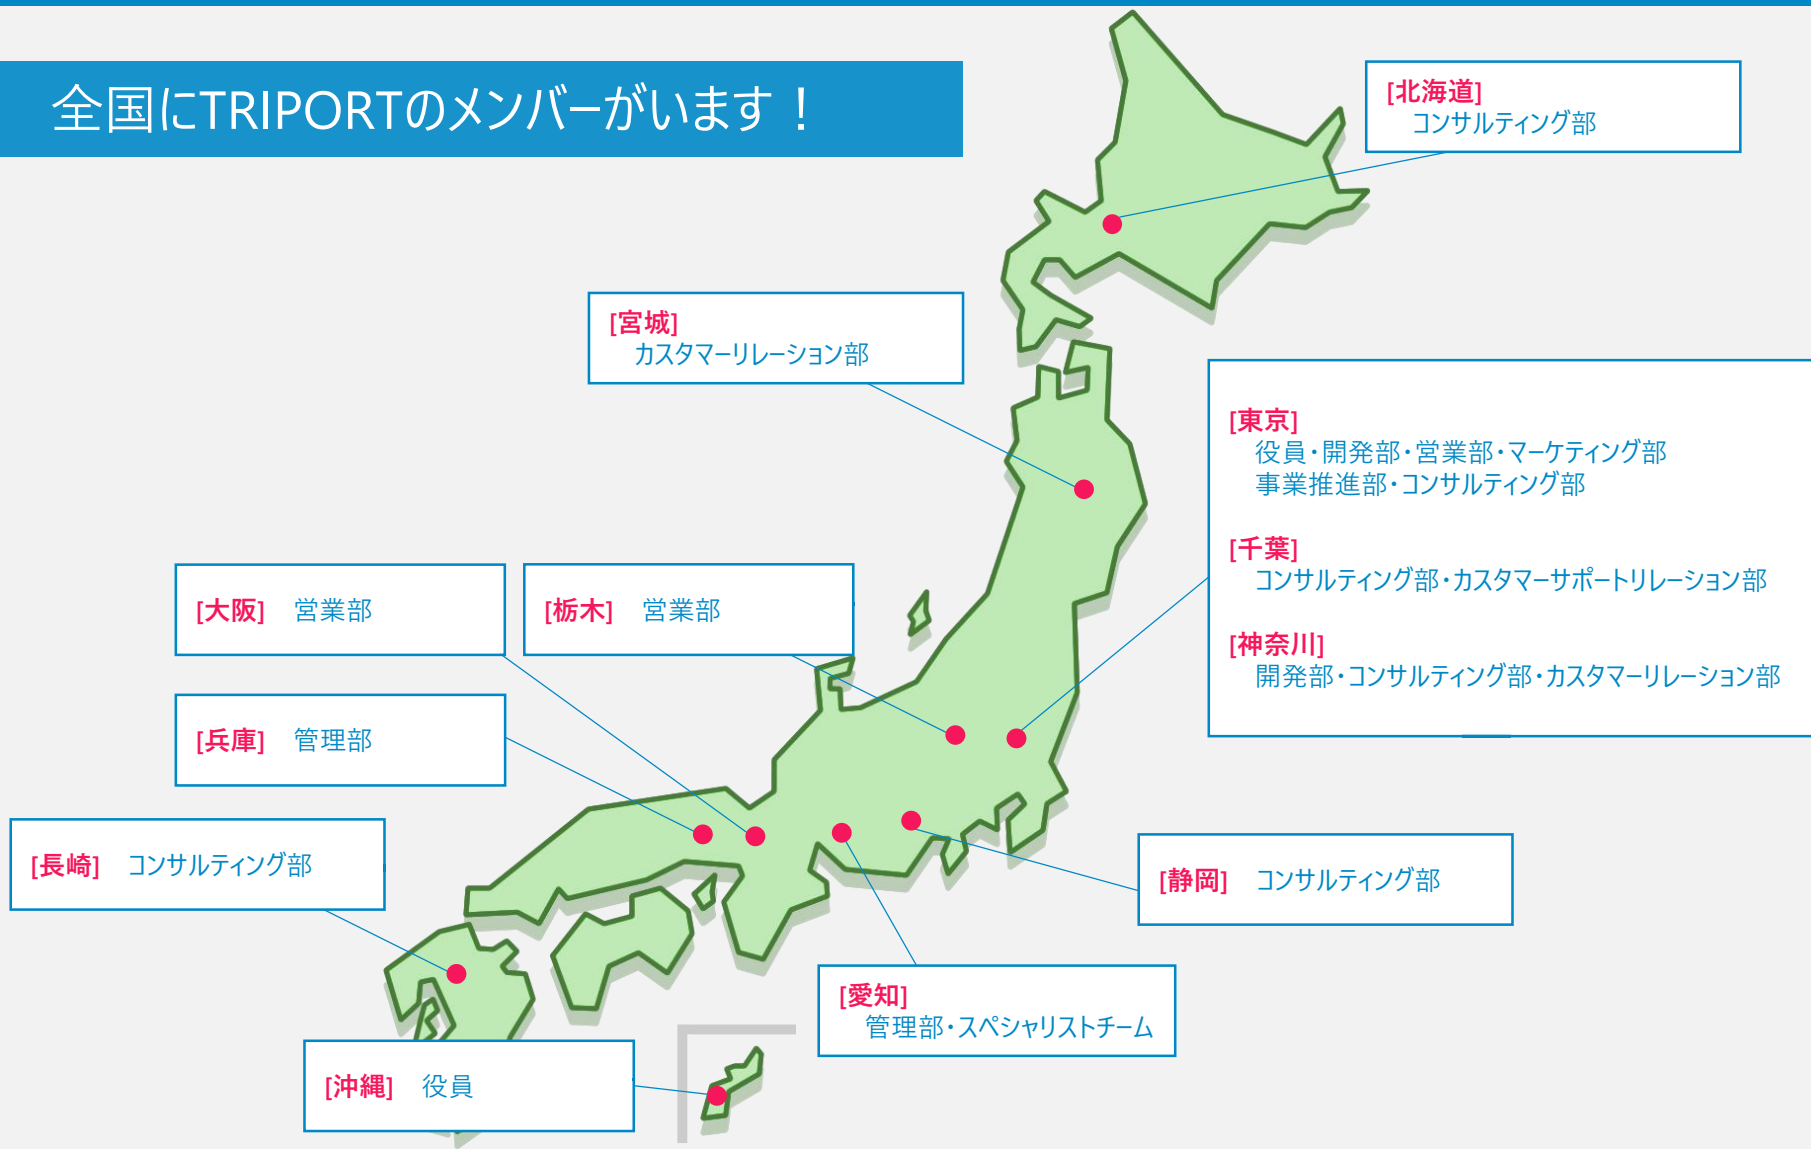 全国にTRIPORTのメンバーがいます！
[北海道]
コンサルティング部
[宮城]
カスタマーリレーション部
[東京]
役員・開発部・営業部・マーケティング部
事業推進部・コンサルティング部
[千葉]
コンサルティング部・カスタマーサポートリレーション部
[神奈川]
開発部・コンサルティング部・カスタマーリレーション部
[大阪]　営業部
[栃木]　営業部
[兵庫]　管理部
[長崎]　コンサルティング部
[静岡]　コンサルティング部
[愛知]
管理部・スペシャリストチーム
[沖縄]　役員